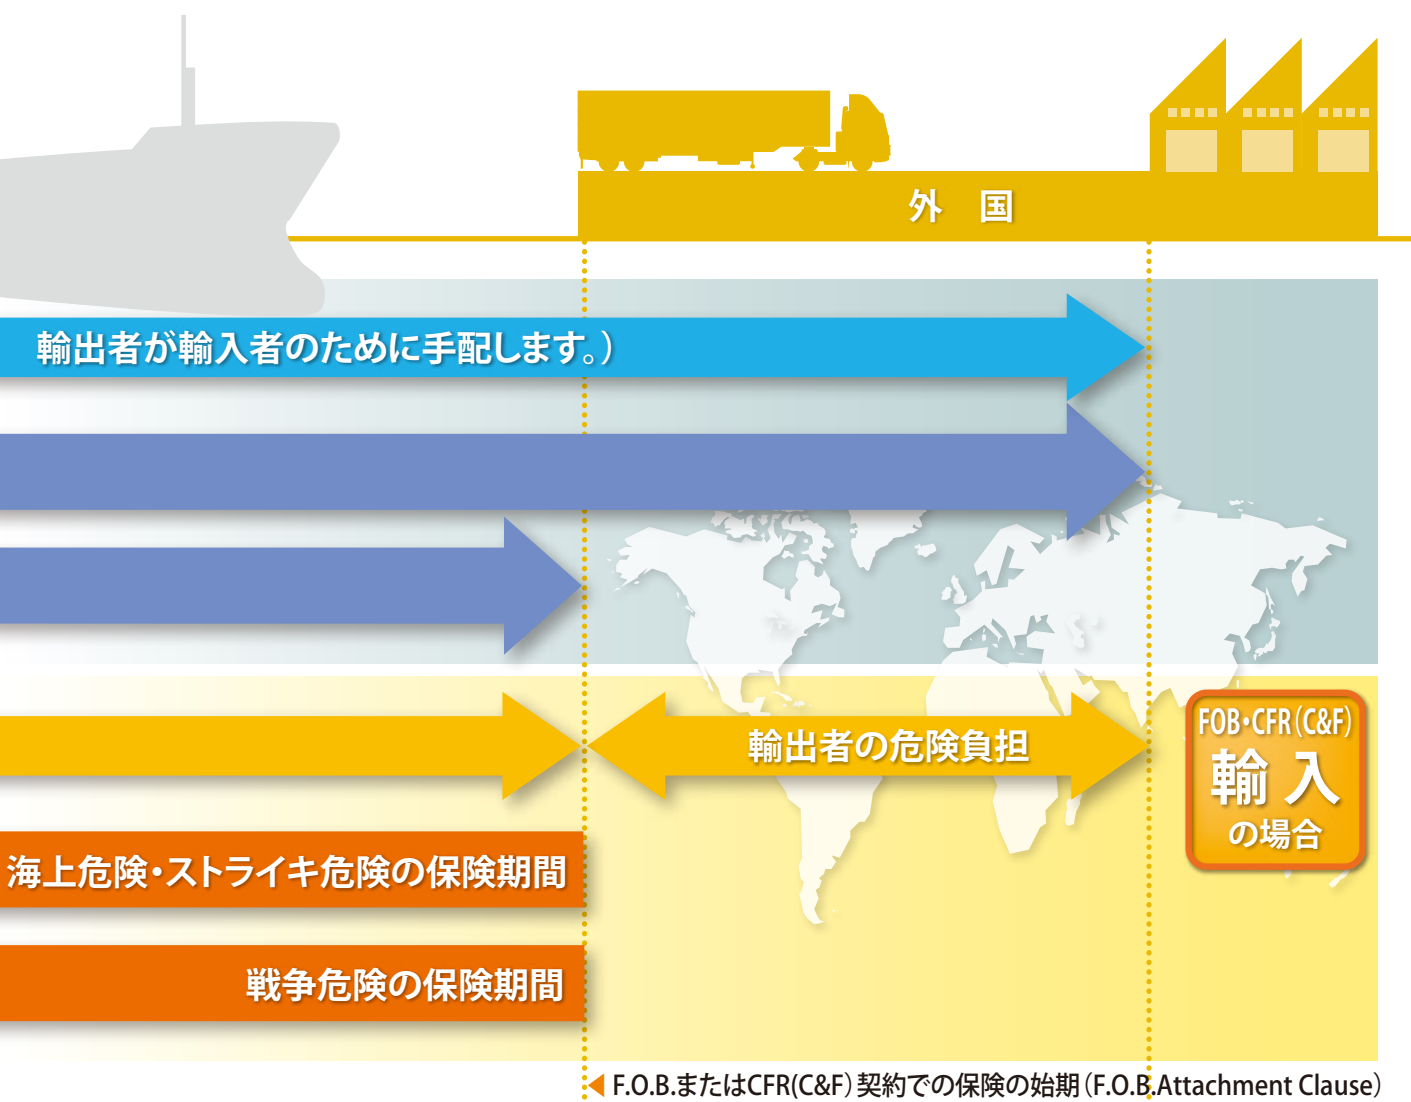 外 国
輸出者が輸入者のために手配します。）
輸出者の危険負担
FOB・CFR（C&F）
輸 入
の場合
海上危険・ストライキ危険の保険期間
戦争危険の保険期間
◀ F.O.B.またはCFR(C&F）契約での保険の始期（F.O.B.Attachment Clause）